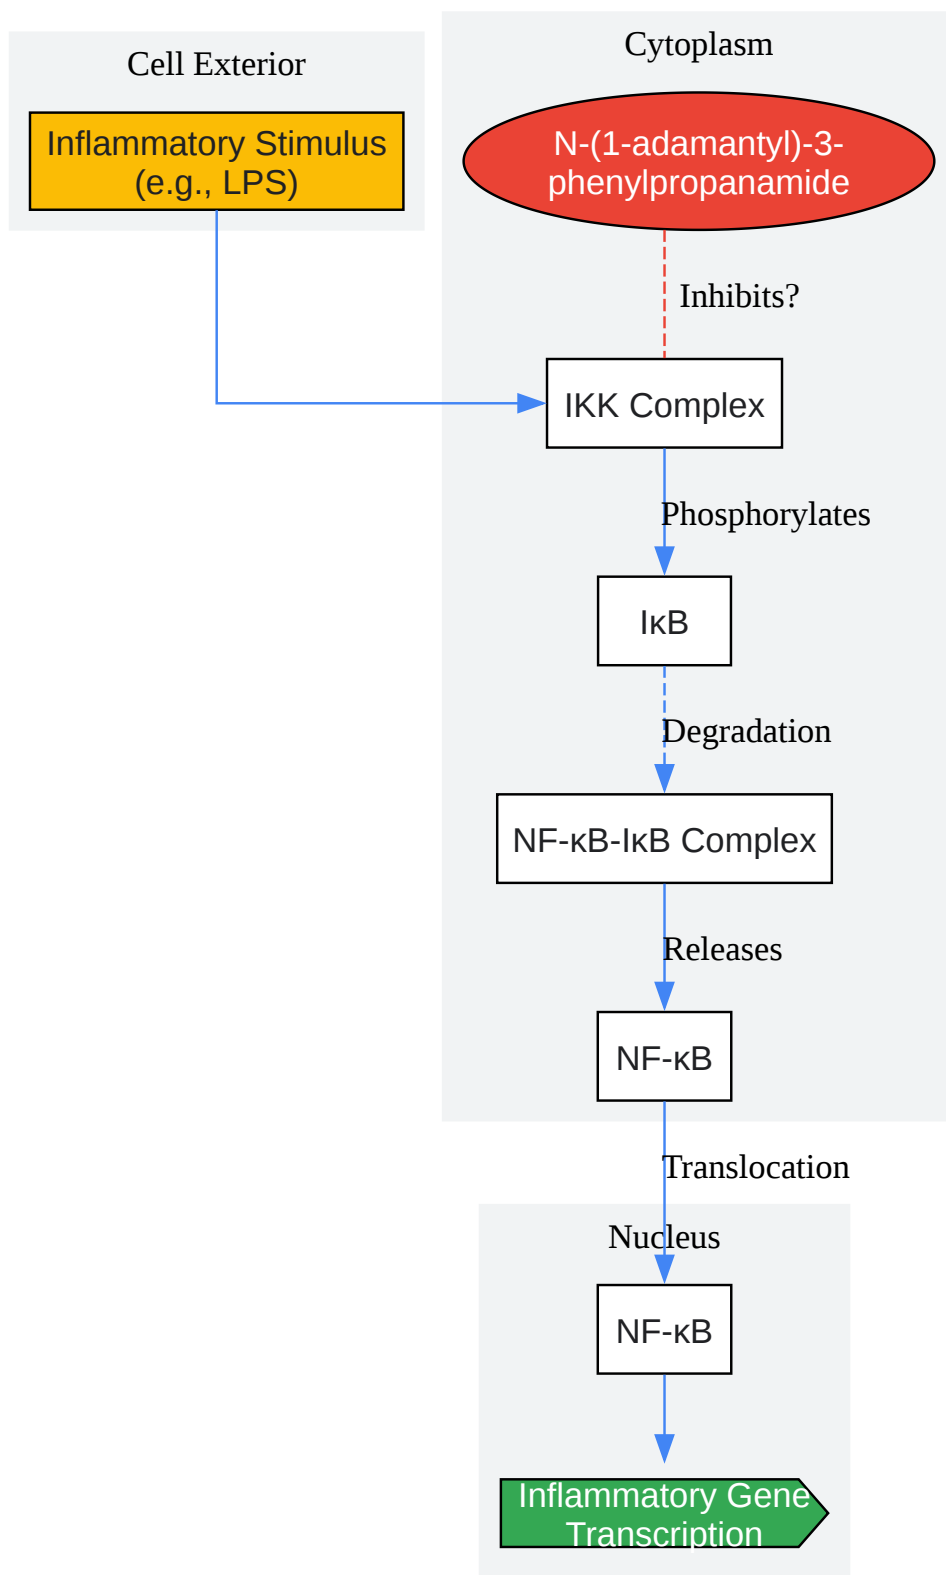 Cell Exterior
Inflammatory Stimulus
(e.g., LPS)
Cytoplasm
N-(1-adamantyl)-3-
phenylpropanamide
Inhibits?
IKK Complex
Phosphorylates
IκB
Degradation
NF-κB-IκB Complex
Releases
NF-κB
Translocation
Nucleus
NF-κB
Inflammatory Gene
Transcription